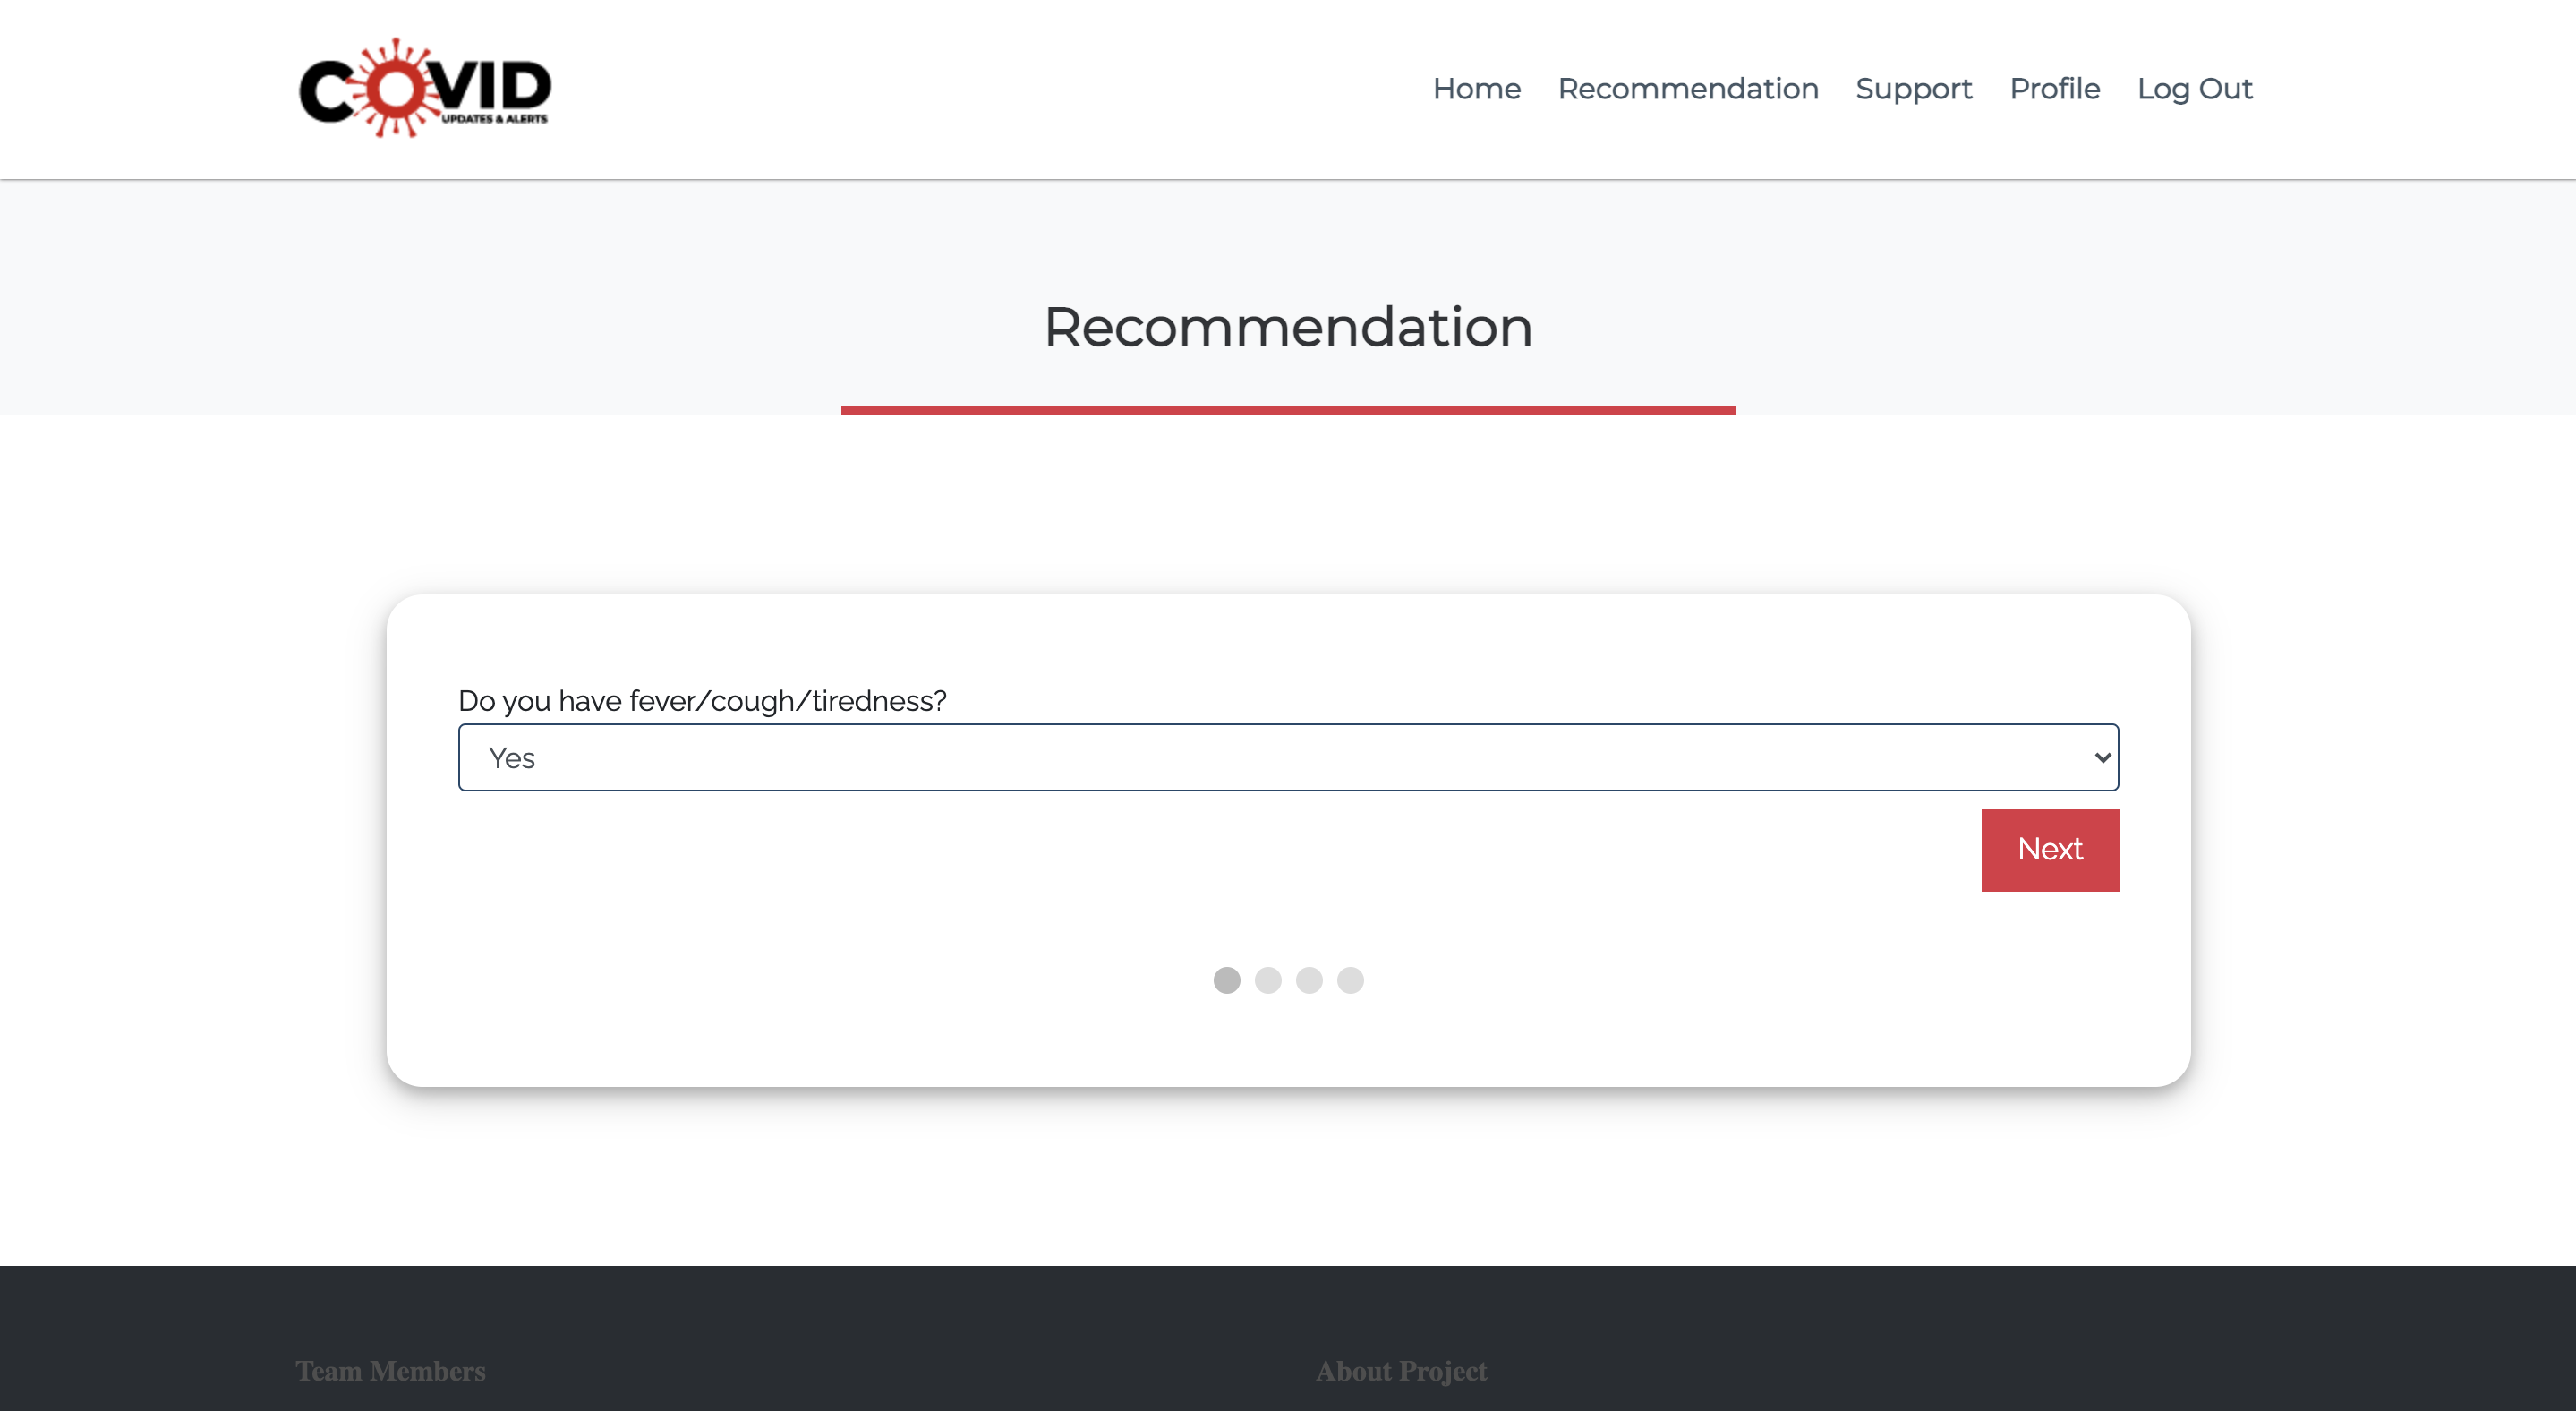 COVID
UPDATES & ALERTS
Home Recommendation Support Profile Log Out
Recommendation
Do you have fever/cough/tiredness?
Yes
Next
Team Members About Project